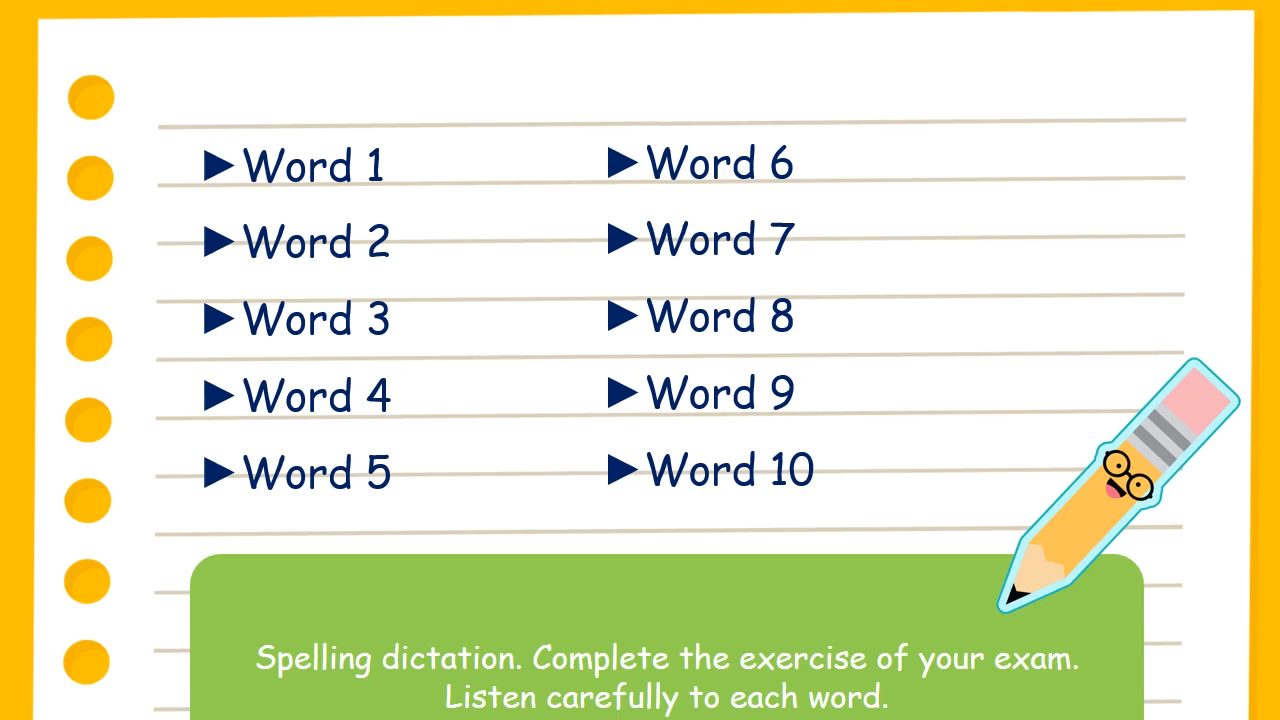 ▶Word 1
▶Word 2
▶Word 3
▶Word 4
▶Word 5
▶Word 6
▶Word 7
▶Word 8
▶Word 9
▶Word 10
Spelling dictation. Complete the exercise of your exam.
Listen carefully to each word.